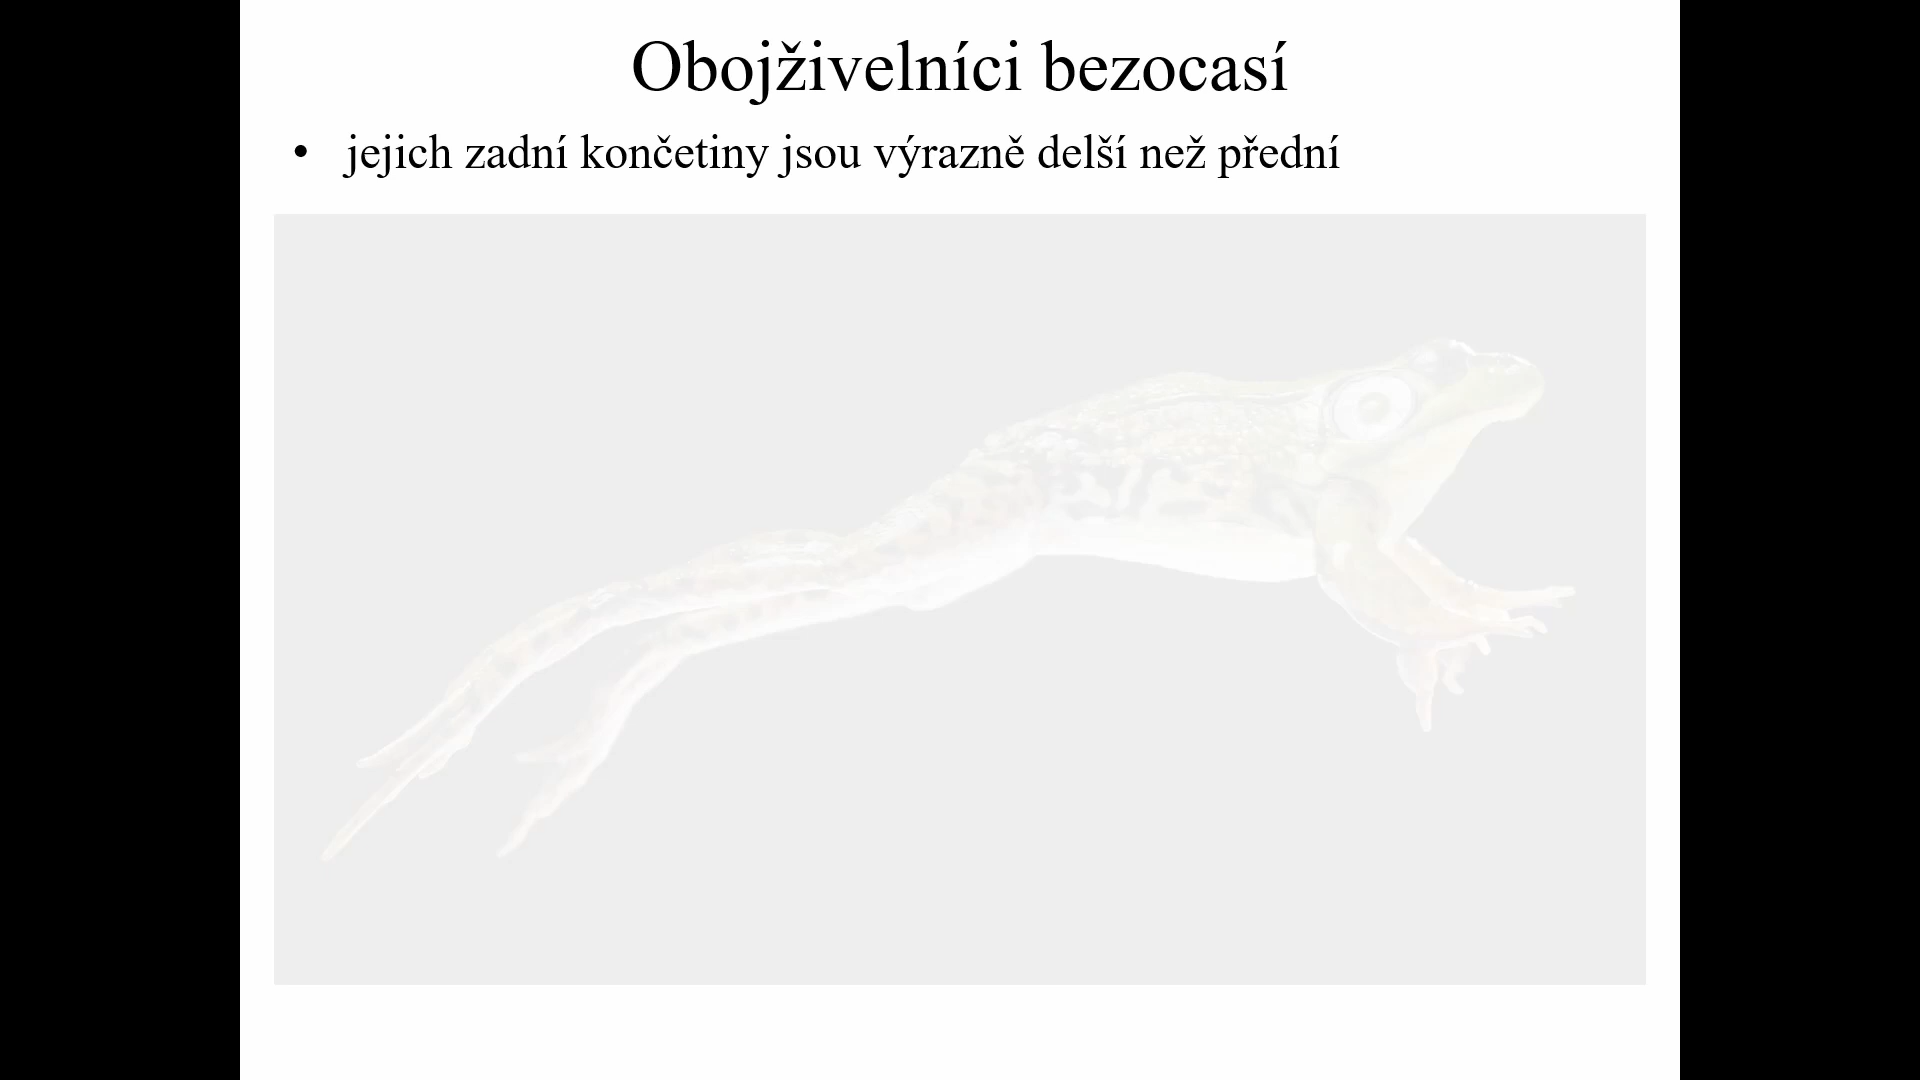 Obojživelníci bezocasí
• jejich zadní končetiny jsou výrazně delší než přední